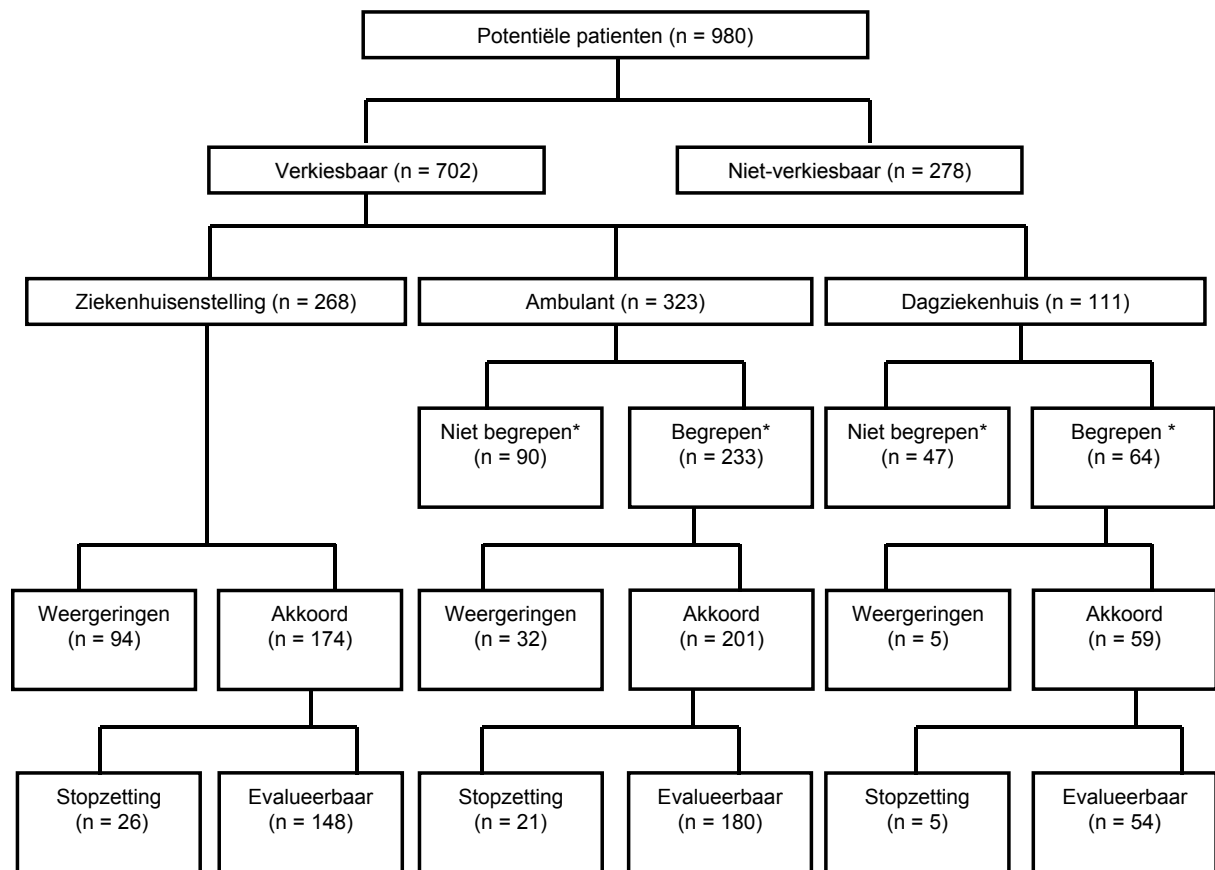 Potentiële patienten (n = 980)
Verkiesbaar (n = 702)
Niet-verkiesbaar (n = 278)
Ziekenhuisenstelling (n = 268)
Ambulant (n = 323)
Dagziekenhuis (n = 111)
Niet begrepen*
(n = 90)
Begrepen*
(n = 233)
Niet begrepen*
(n = 47)
Begrepen *
(n = 64)
Weergeringen
(n = 94)
Akkoord
(n = 174)
Weergeringen
(n = 32)
Akkoord
(n = 201)
Weergeringen
(n = 5)
Akkoord
(n = 59)
Stopzetting
(n = 26)
Evalueerbaar
(n = 148)
Stopzetting
(n = 21)
Evalueerbaar
(n = 180)
Stopzetting
(n = 5)
Evalueerbaar
(n = 54)